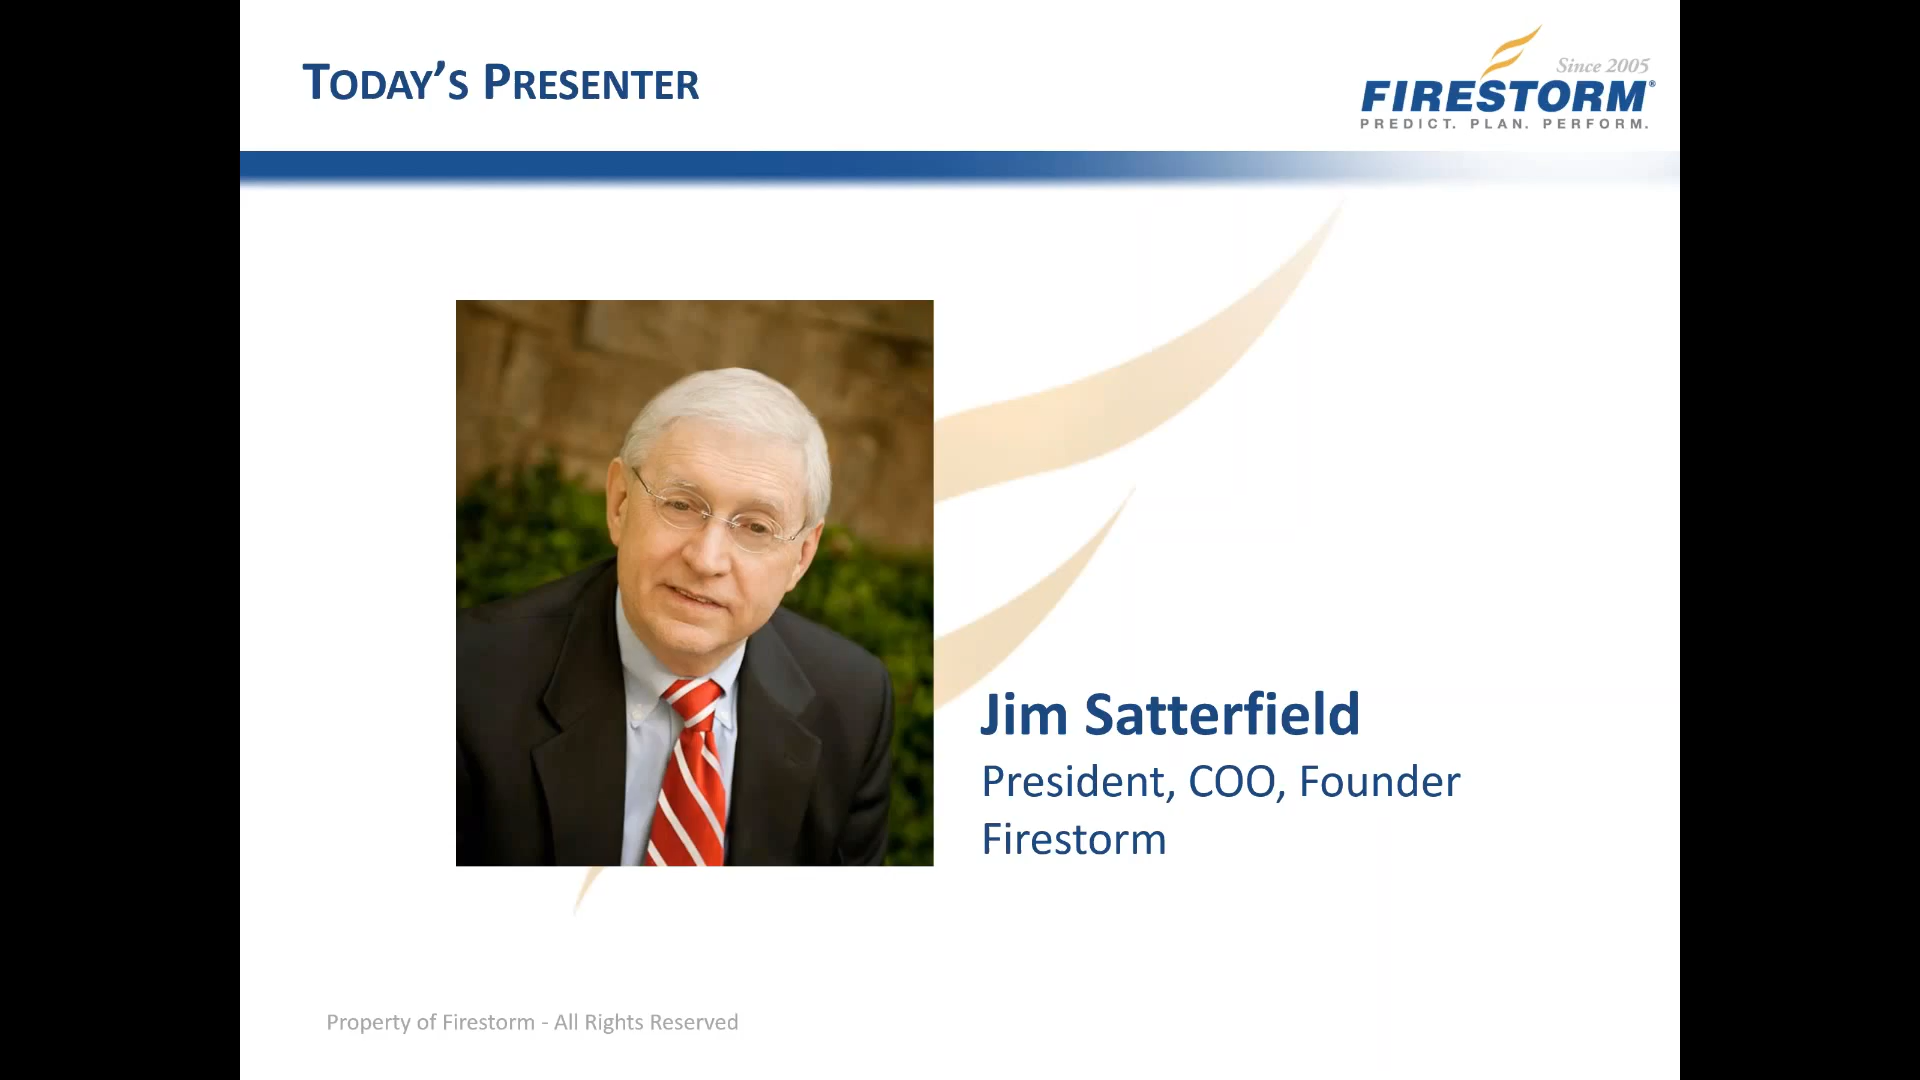 TODAY'S PRESENTER
Since 2005
FIRESTORM®
PREDICT. PLAN. PERFORM.
Jim Satterfield
President, COO, Founder
Firestorm
Property of Firestorm - All Rights Reserved